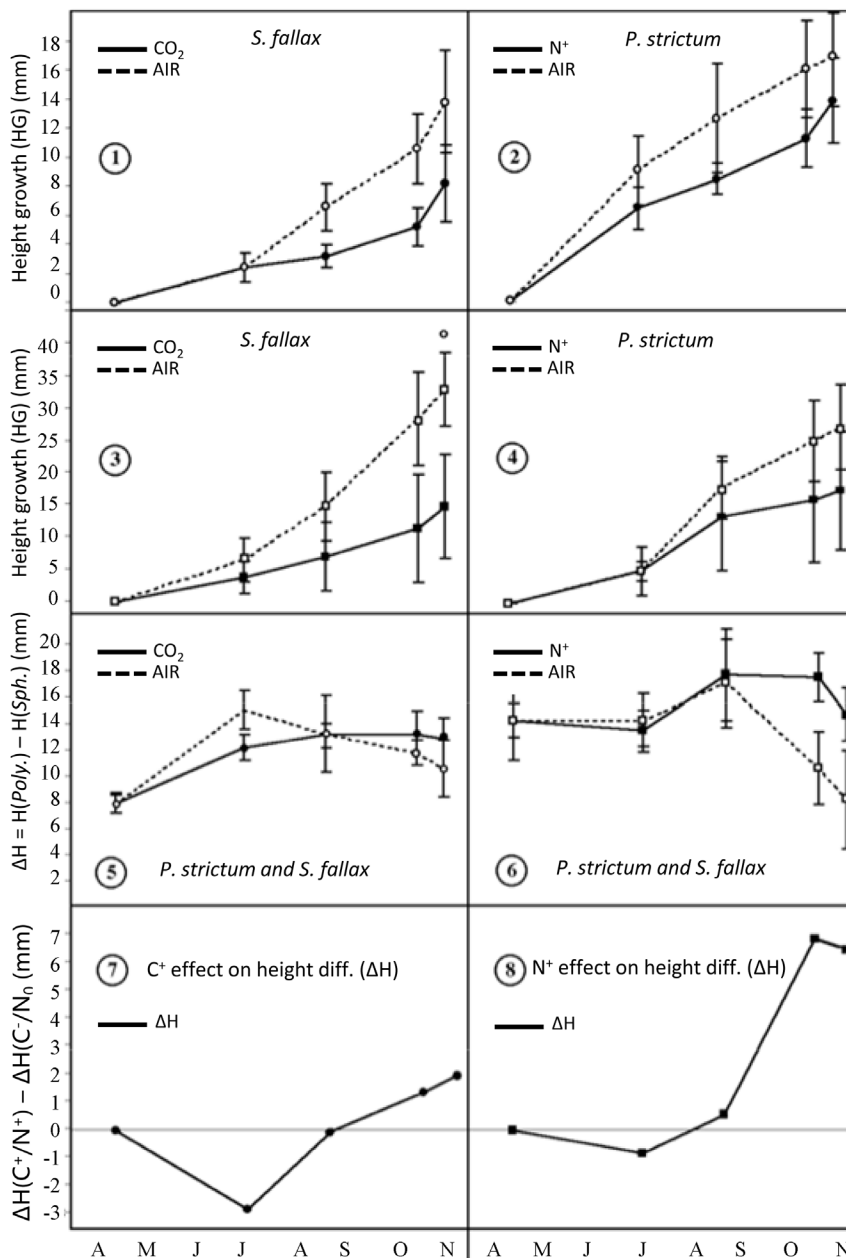 S. fallax
CO₂
AIR
18
16
14
12
10
8
6
4
2
0
Height growth (HG) (mm)
1
P. strictum
N⁺
AIR
2
S. fallax
CO₂
AIR
40
35
30
25
20
15
10
5
0
Height growth (HG) (mm)
3
P. strictum
N⁺
AIR
4
CO₂
AIR
20
18
16
14
12
10
8
6
4
2
ΔH = H(Poly.) – H(Sph.) (mm)
5
P. strictum and S. fallax
N⁺
AIR
6
P. strictum and S. fallax
7
6
5
4
3
2
1
0
-1
-2
-3
ΔH(C⁺/N⁺) – ΔH(C⁻/Nₙ (mm)
7
C⁺ effect on height diff. (ΔH)
ΔH
8
N⁺ effect on height diff. (ΔH)
ΔH
A M J J A S O N
A M J J A S O N